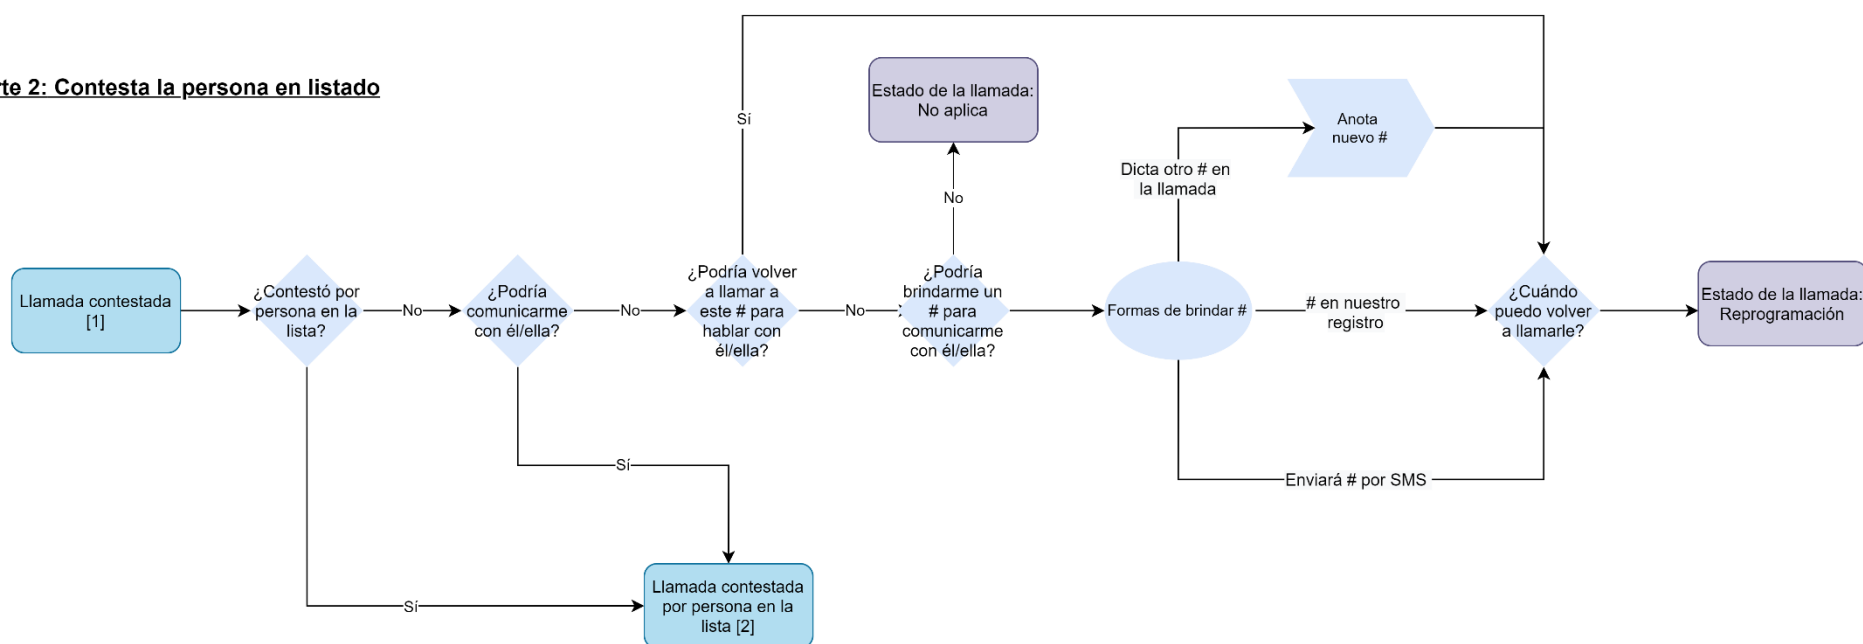 rte 2: Contesta la persona en listado
Sí
Estado de la llamada:
No aplica
Anota
nuevo #
Dicta otro # en
la llamada
No
Llamada contestada
[1]
¿Contestó por
persona en la
lista?
No
¿Podría
comunicarme
con él/ella?
No
¿Podría volver
a llamar a
este # para
hablar con
él/ella?
No
¿Podría
brindarme un
# para
comunicarme
con él/ella?
Formas de brindar #
# en nuestro
registro
¿Cuándo
puedo volver
a llamarle?
Estado de la llamada:
Reprogramación
Sí
Enviará # por SMS
Sí
Llamada contestada
por persona en la
lista [2]